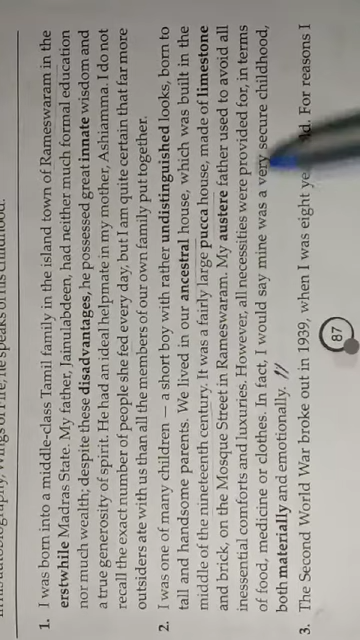 his autobiography, Wings of Fire, he speaks of his childhood.
1. I was born into a middle-class Tamil family in the island town of Rameswaram in the
erstwhile Madras State. My father, Jainulabdeen, had neither much formal education
nor much wealth; despite these disadvantages, he possessed great innate wisdom and
a true generosity of spirit. He had an ideal helpmate in my mother, Ashiamma. I do not
recall the exact number of people she fed every day, but I am quite certain that far more
outsiders ate with us than all the members of our own family put together.
2. I was one of many children — a short boy with rather undistinguished looks, born to
tall and handsome parents. We lived in our ancestral house, which was built in the
middle of the nineteenth century. It was a fairly large pucca house, made of limestone
and brick, on the Mosque Street in Rameswaram. My austere father used to avoid all
inessential comforts and luxuries. However, all necessities were provided for, in terms
of food, medicine or clothes. In fact, I would say mine was a very secure childhood,
both materially and emotionally. //
3. The Second World War broke out in 1939, when I was eight For reasons I
87